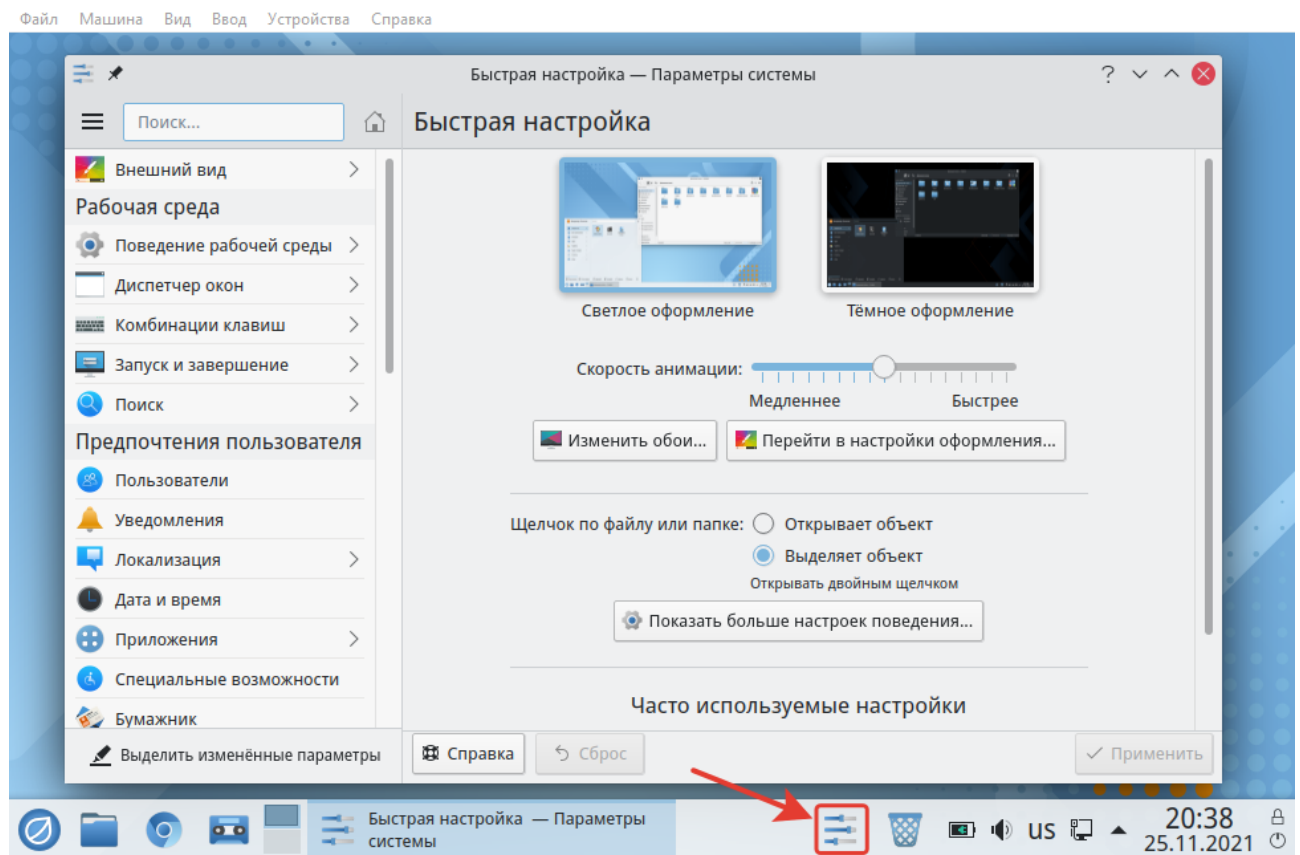 Файл Машина Вид Ввод Устройства Справка
Быстрая настройка — Параметры системы
Поиск...
Быстрая настройка
Внешний вид
Рабочая среда
Поведение рабочей среды
Диспетчер окон
Комбинации клавиш
Запуск и завершение
Поиск
Предпочтения пользователя
Пользователи
Уведомления
Локализация
Дата и время
Приложения
Специальные возможности
Бумажник
Выделить изменённые параметры
Светлое оформление
Тёмное оформление
Скорость анимации:
Медленнее Быстрее
Изменить обои...
Перейти в настройки оформления...
Щелчок по файлу или папке: Открывает объект
Выделяет объект
Открывать двойным щелчком
Показать больше настроек поведения...
Часто используемые настройки
Справка
Сброс
Применить
Быстрая настройка — Параметры
системы
US
20:38
25.11.2021